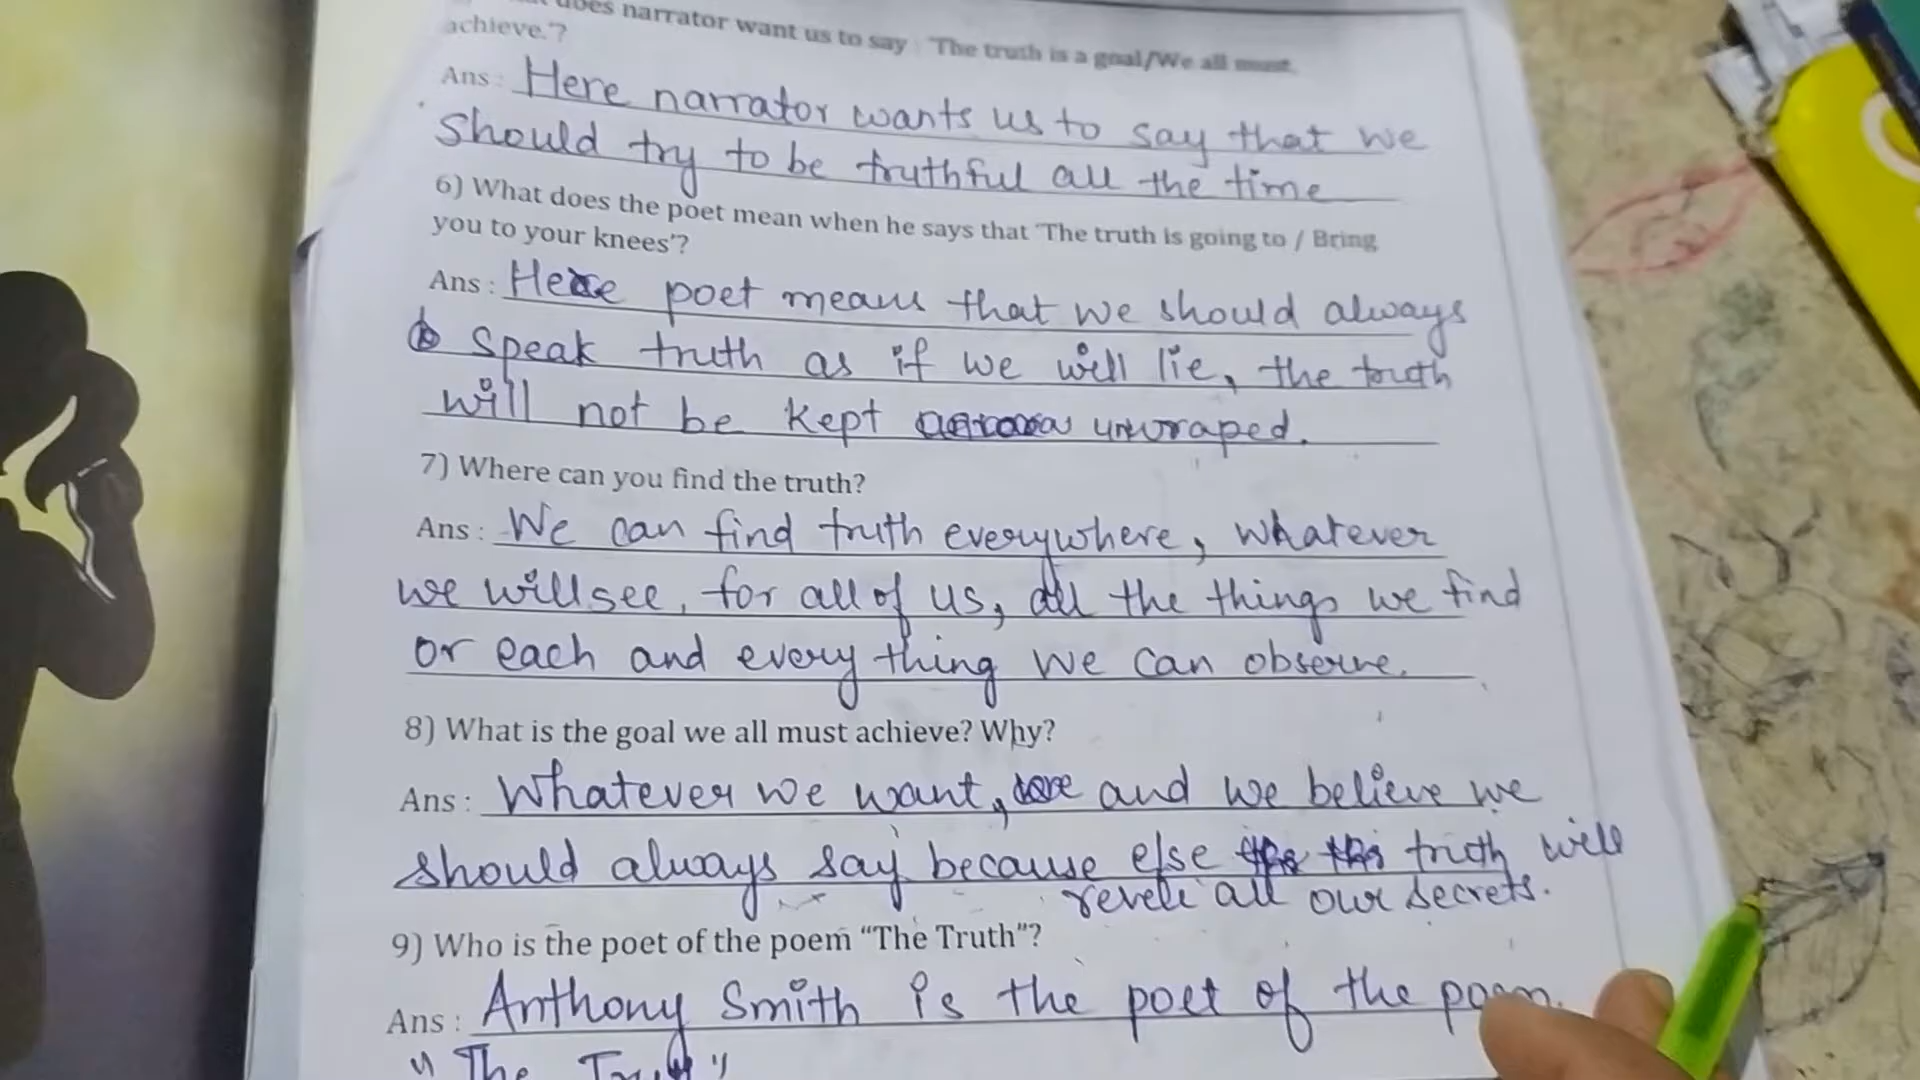 does narrator want us to say : 'The truth is a goal/We all must
achieve.'?
Ans : Here narrator wants us to say that we
should try to be truthful all the time
6) What does the poet mean when he says that 'The truth is going to / Bring
you to your knees'?
Ans : Here poet means that we should always
speak truth as if we will lie, the truth
will not be kept unwraped.
7) Where can you find the truth?
Ans : We can find truth everywhere, whatever
we will see, for all of us, all the things we find
or each and every thing we can observe.
8) What is the goal we all must achieve? Why?
Ans : Whatever we want, and we believe we
should always say because else truth will
revele all our secrets.
9) Who is the poet of the poem "The Truth"?
Ans : Anthony Smith is the poet of the poem
"The Truth"